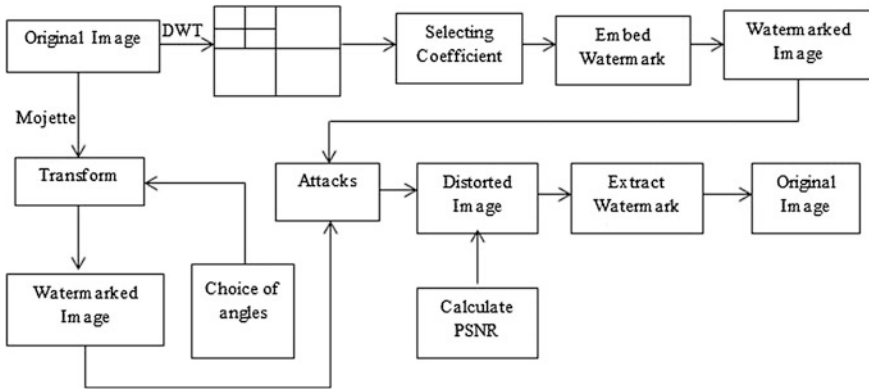 Original Image
DWT
Selecting
Coefficient
Embed
Watermark
Watermarked
Image
Mojette
Transform
Attacks
Distorted
Image
Extract
Watermark
Original
Image
Watermarked
Image
Choice of
angles
Calculate
PSNR